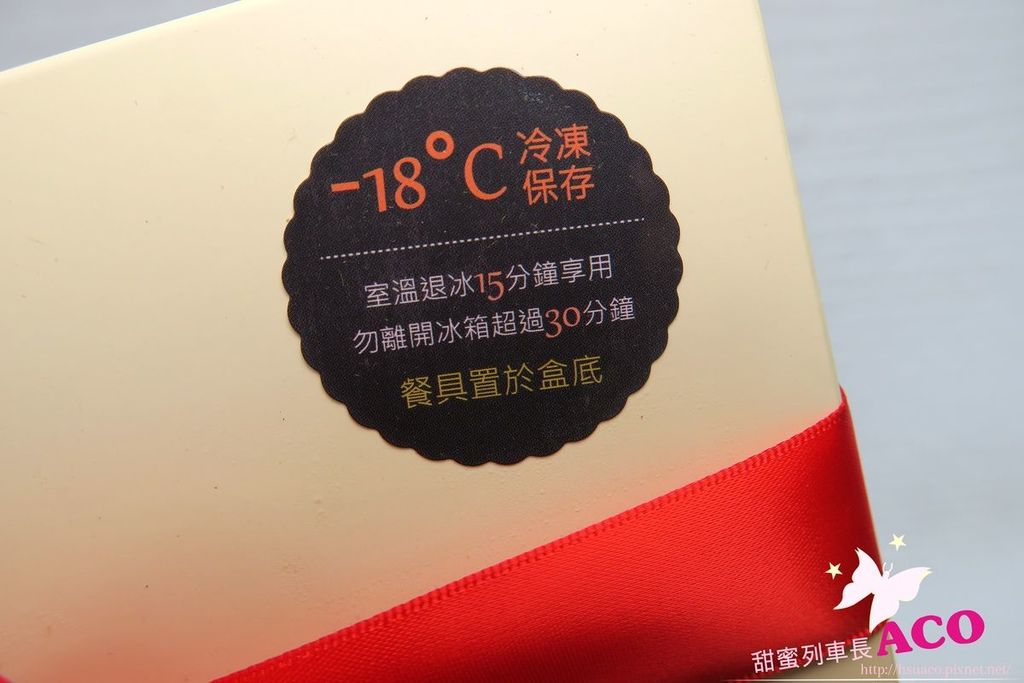 -18°C 冷凍
保存
室溫退冰15分鐘享用
勿離開冰箱超過30分鐘
餐具置於盒底
甜蜜列車長 ACO
http://hsuaco.pixnet.net/